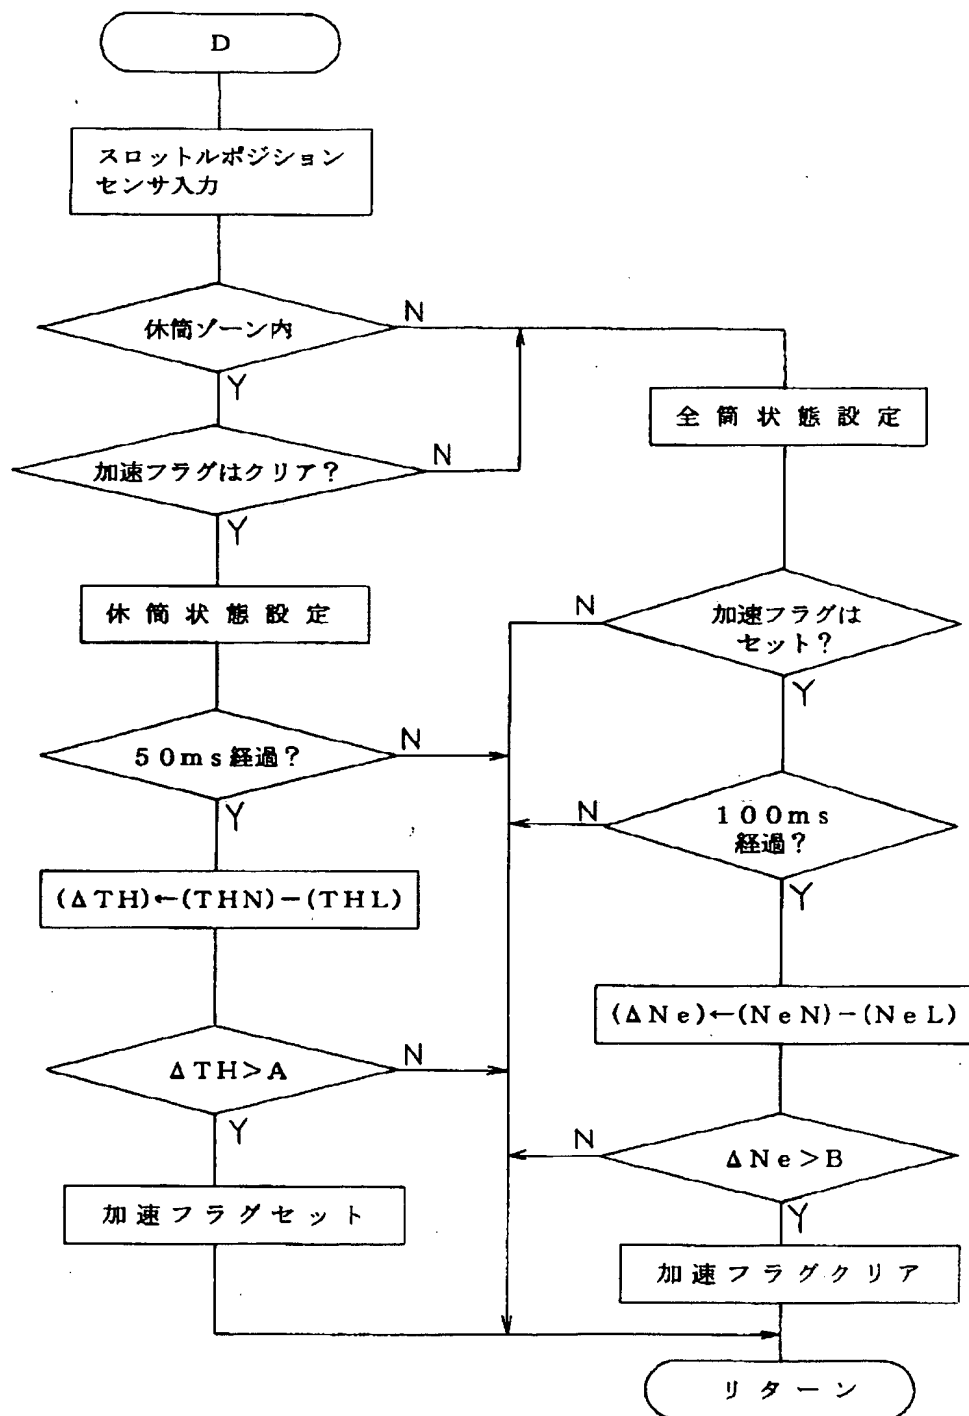 D
スロットルポジション
センサ入力
休筒ゾーン内
N
Y
加速フラグはクリア?
N
Y
休筒状態設定
50ms経過?
N
Y
(ΔTH)←(THN)-(THL)
ΔTH>A
N
Y
加速フラグセット
全筒状態設定
加速フラグは
セット?
N
Y
100ms
経過?
N
Y
(ΔNe)←(NeN)-(NeL)
ΔNe>B
N
Y
加速フラグクリア
リターン